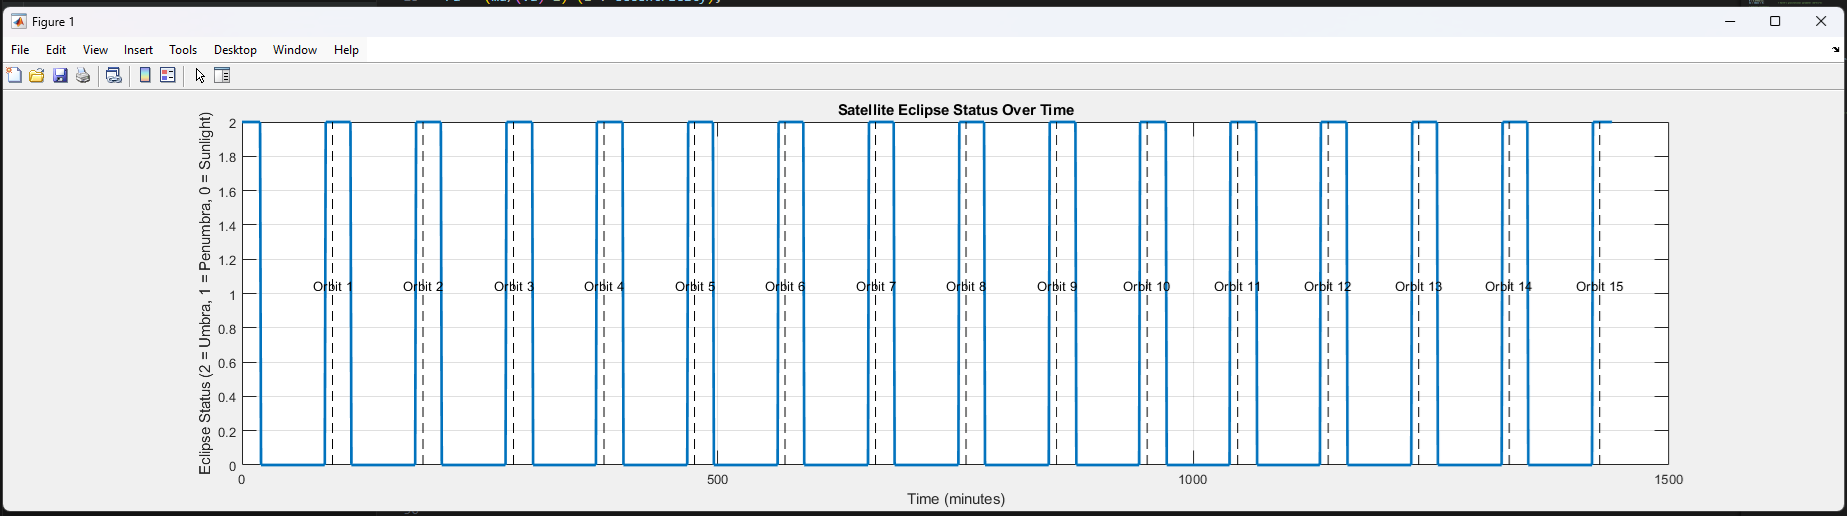 Figure 1
File Edit View Insert Tools Desktop Window Help
Satellite Eclipse Status Over Time
Eclipse Status (2 = Umbra, 1 = Penumbra, 0 = Sunlight)
2
1.8
1.6
1.4
1.2
1
0.8
0.6
0.4
0.2
0
Orbit 1 Orbit 2 Orbit 3 Orbit 4 Orbit 5 Orbit 6 Orbit 7 Orbit 8 Orbit 9 Orbit 10 Orbit 11 Orbit 12 Orbit 13 Orbit 14 Orbit 15
0 500 1000 1500
Time (minutes)